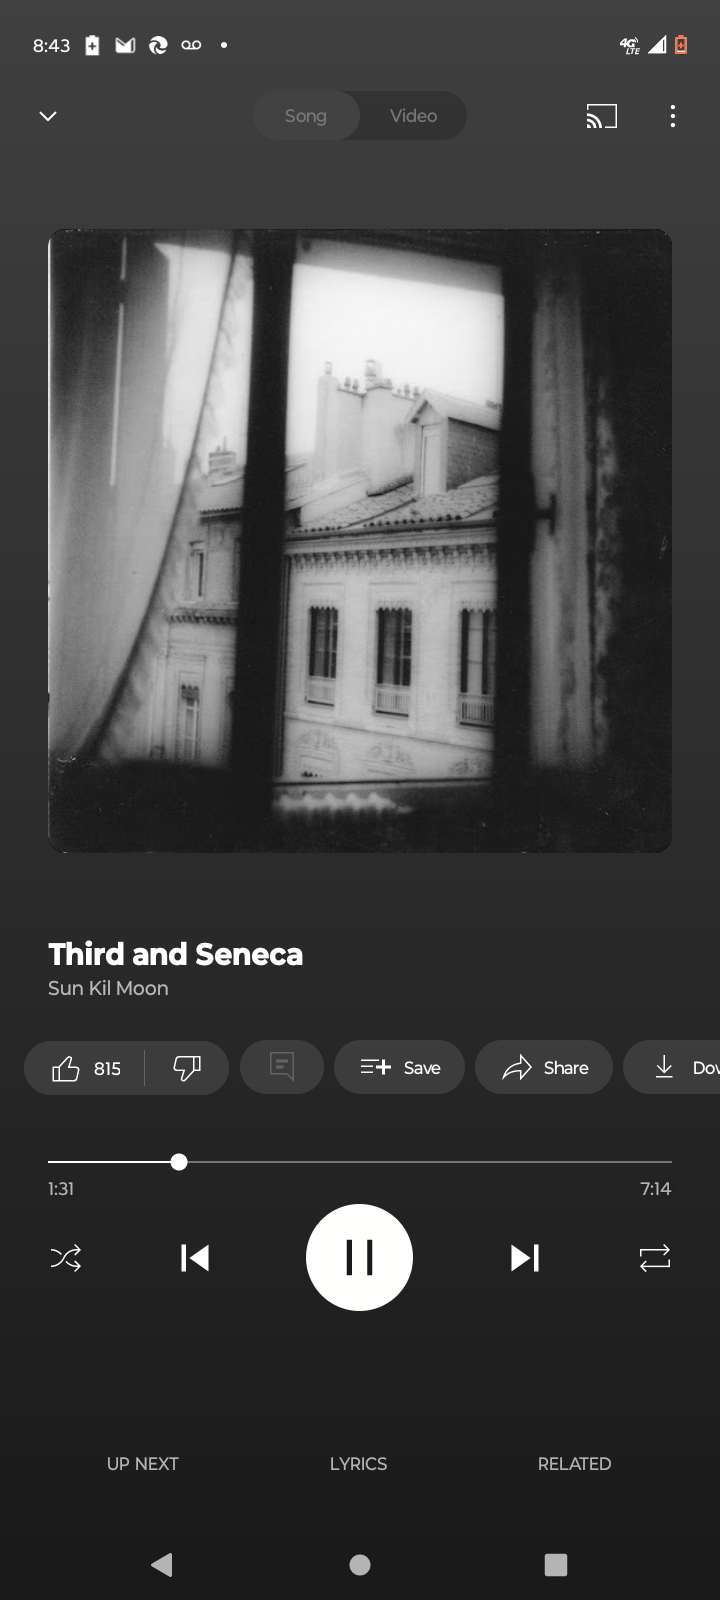 8:43 4G LTE
Song Video
Third and Seneca
Sun Kil Moon
815 Save Share Dow
1:31 7:14
UP NEXT LYRICS RELATED